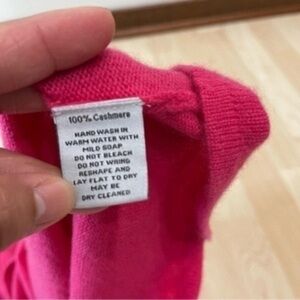 100% Cashmere
HAND WASH IN
WARM WATER WITH
MILD SOAP
DO NOT BLEACH
DO NOT WRING
RESHAPE AND
LAY FLAT TO DRY
MAY BE
DRY CLEANED